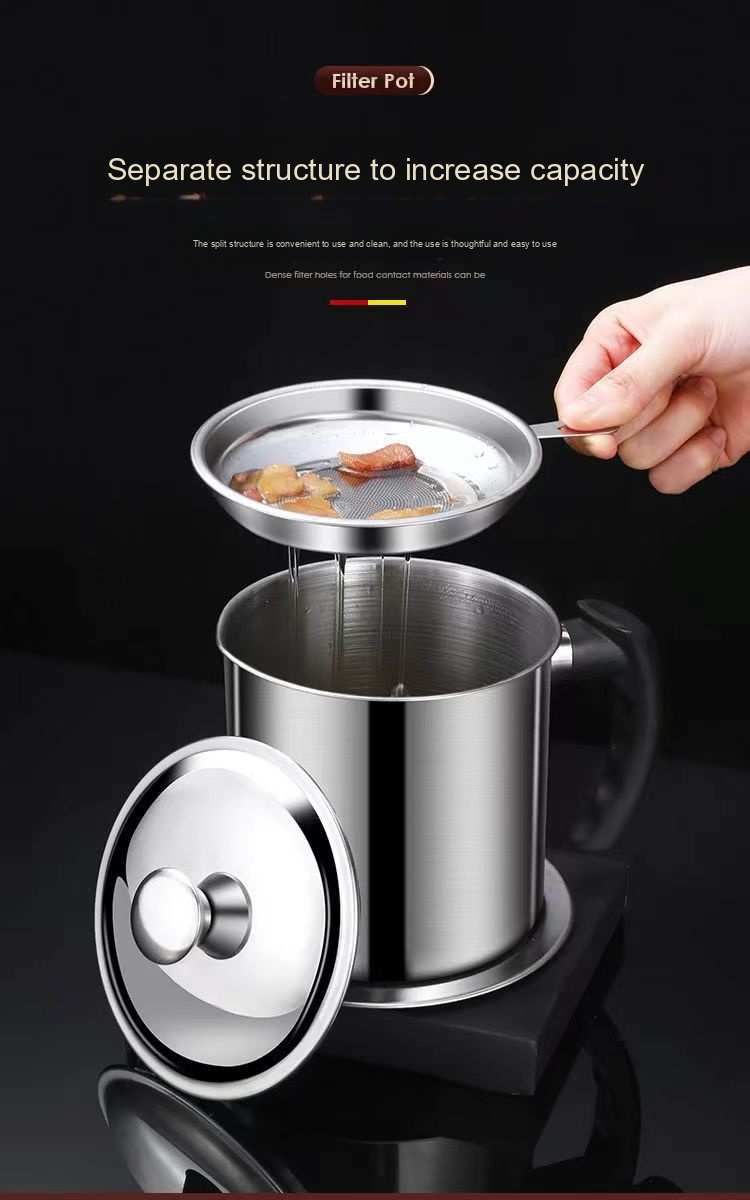 Filter Pot
Separate structure to increase capacity
The split structure is convenient to use and clean, and the use is thoughtful and easy to use
Dense filter holes for food contact materials can be